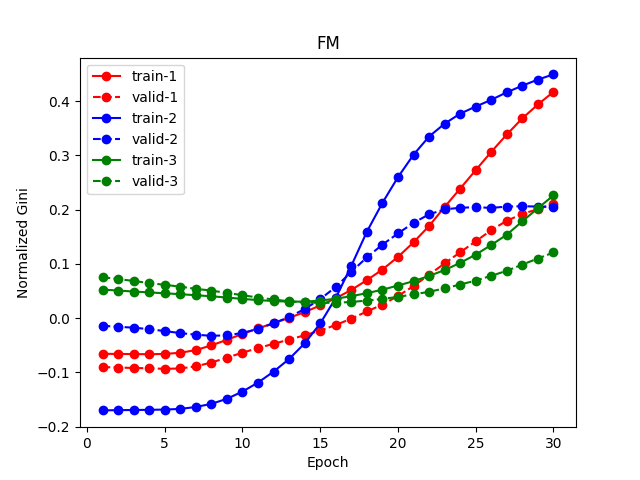 FM
train-1
valid-1
train-2
valid-2
train-3
valid-3
Normalized Gini
0.4
0.3
0.2
0.1
0.0
−0.1
−0.2
0 5 10 15 20 25 30
Epoch